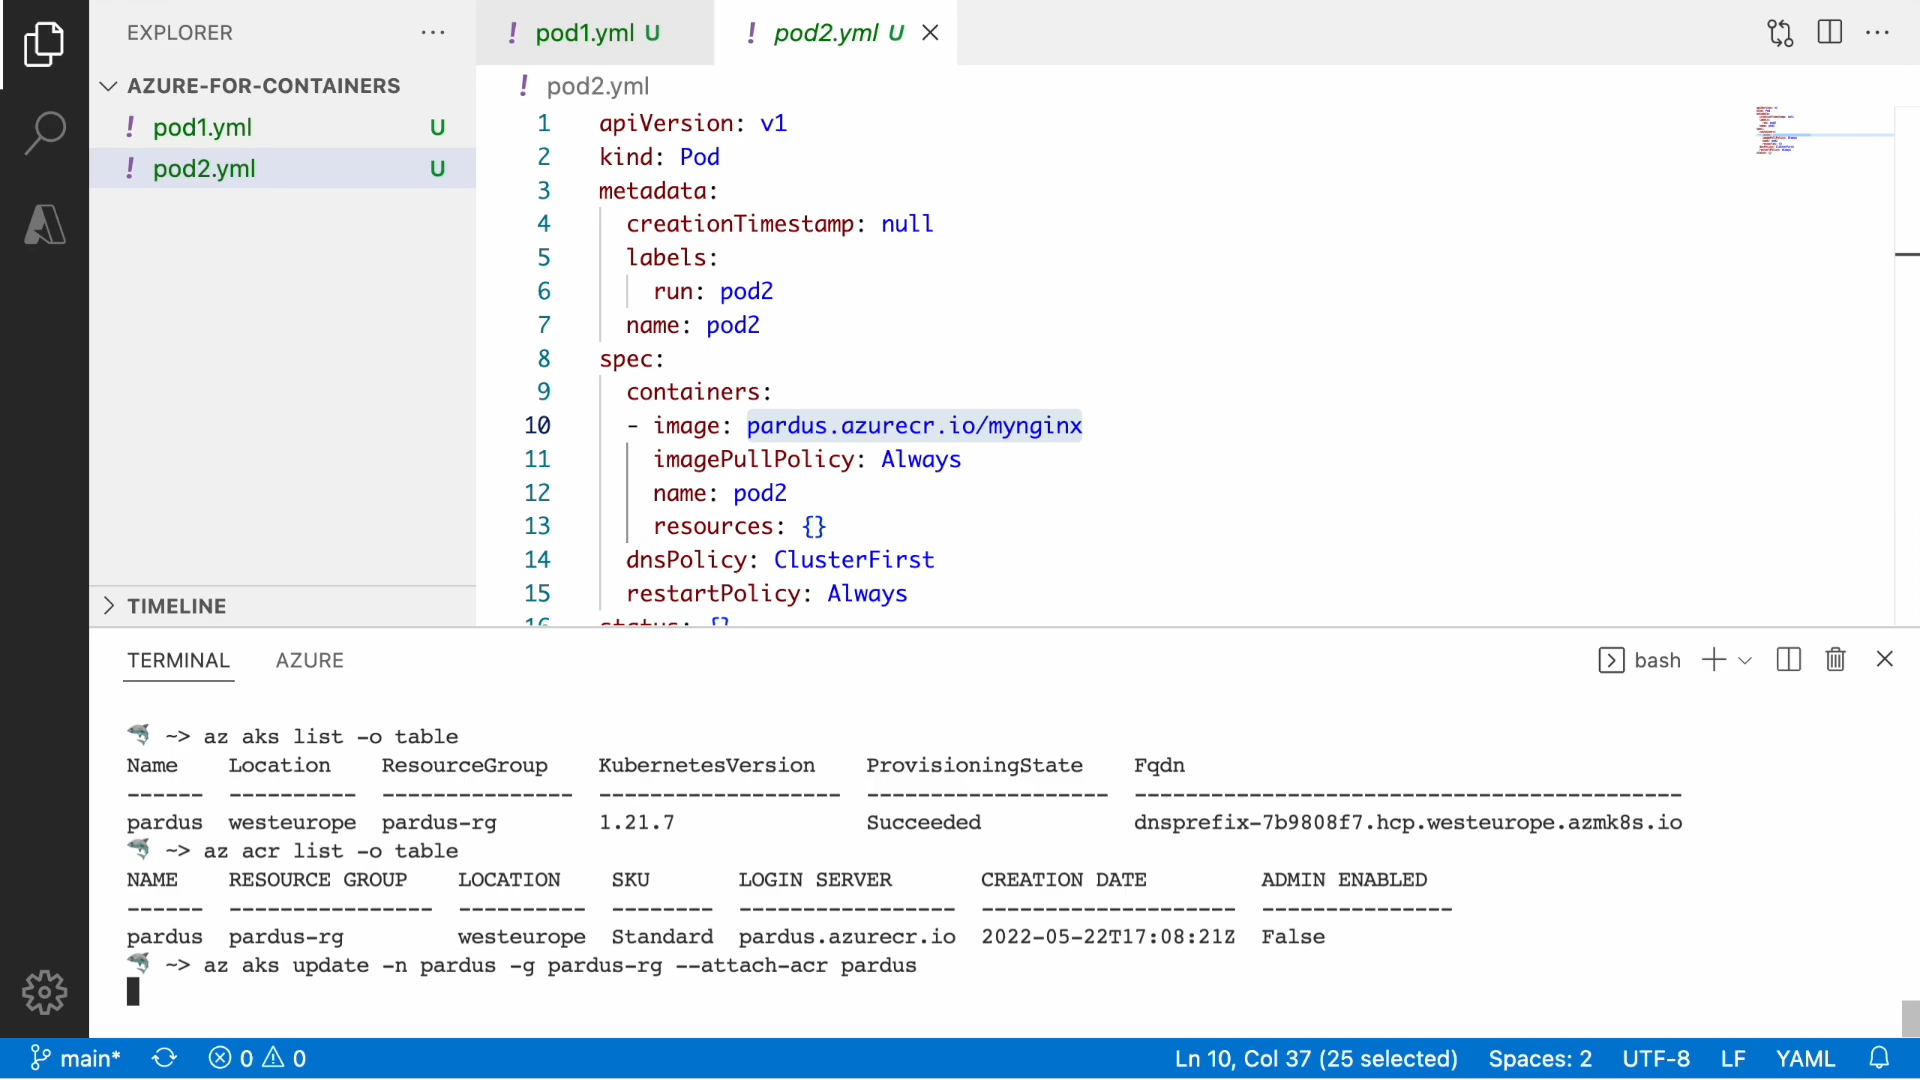 EXPLORER
AZURE-FOR-CONTAINERS
! pod1.yml U
! pod2.yml U
TIMELINE
! pod1.yml U
! pod2.yml U
! pod2.yml
1 apiVersion: v1
2 kind: Pod
3 metadata:
4 creationTimestamp: null
5 labels:
6 run: pod2
7 name: pod2
8 spec:
9 containers:
10 - image: pardus.azurecr.io/mynginx
11 imagePullPolicy: Always
12 name: pod2
13 resources: {}
14 dnsPolicy: ClusterFirst
15 restartPolicy: Always
16 status: {}
TERMINAL AZURE
bash
~> az aks list -o table
Name Location ResourceGroup KubernetesVersion ProvisioningState Fqdn
------ ---------- --------------- ------------------- ------------------- -------------------------------------------
pardus westeurope pardus-rg 1.21.7 Succeeded dnsprefix-7b9808f7.hcp.westeurope.azmk8s.io
~> az acr list -o table
NAME RESOURCE GROUP LOCATION SKU LOGIN SERVER CREATION DATE ADMIN ENABLED
------ ---------------- ---------- -------- ----------------- -------------------- ---------------
pardus pardus-rg westeurope Standard pardus.azurecr.io 2022-05-22T17:08:21Z False
~> az aks update -n pardus -g pardus-rg --attach-acr pardus
main* 0 0 Ln 10, Col 37 (25 selected) Spaces: 2 UTF-8 LF YAML